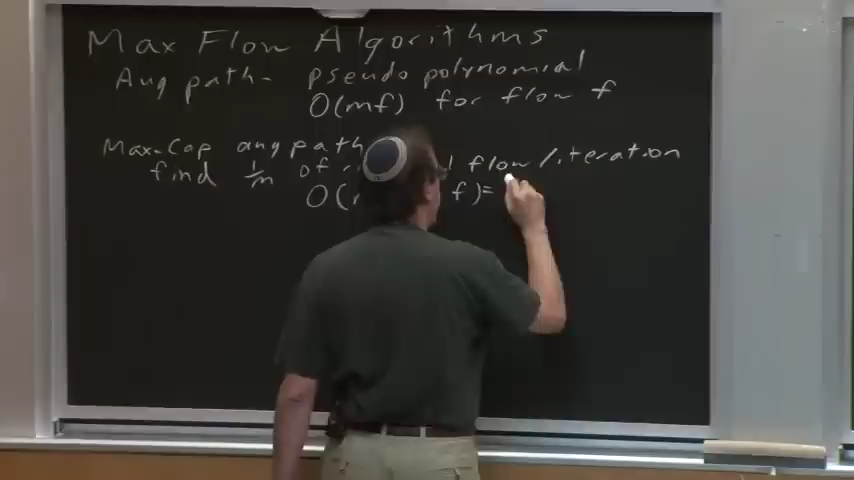 Max Flow Algorithms
Aug path - pseudo polynomial
O(mf) for flow f
Max-Cap aug path
find 1/m of flow / iteration
O( f)=